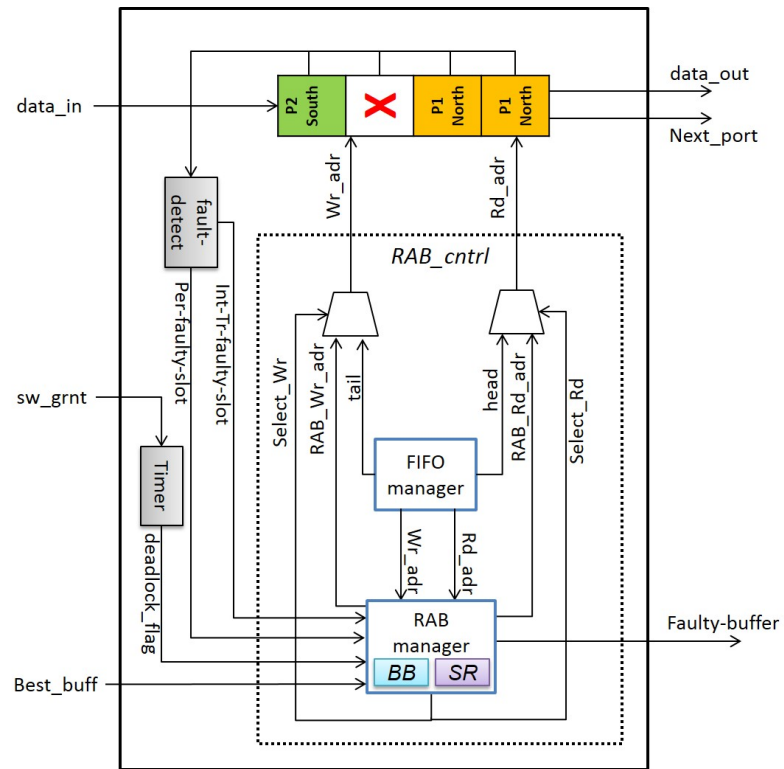 data_in
P2
South
X
P1
North
P1
North
data_out
Next_port
Wr_adr
Rd_adr
fault-
detect
RAB_cntrl
Per-faulty-slot
Int-Tr-faulty-slot
sw_grnt
Timer
deadlock_flag
Select_Wr
RAB_Wr_adr
tail
head
RAB_Rd_adr
Select_Rd
FIFO
manager
Wr_adr
Rd_adr
RAB
manager
BB
SR
Faulty-buffer
Best_buff